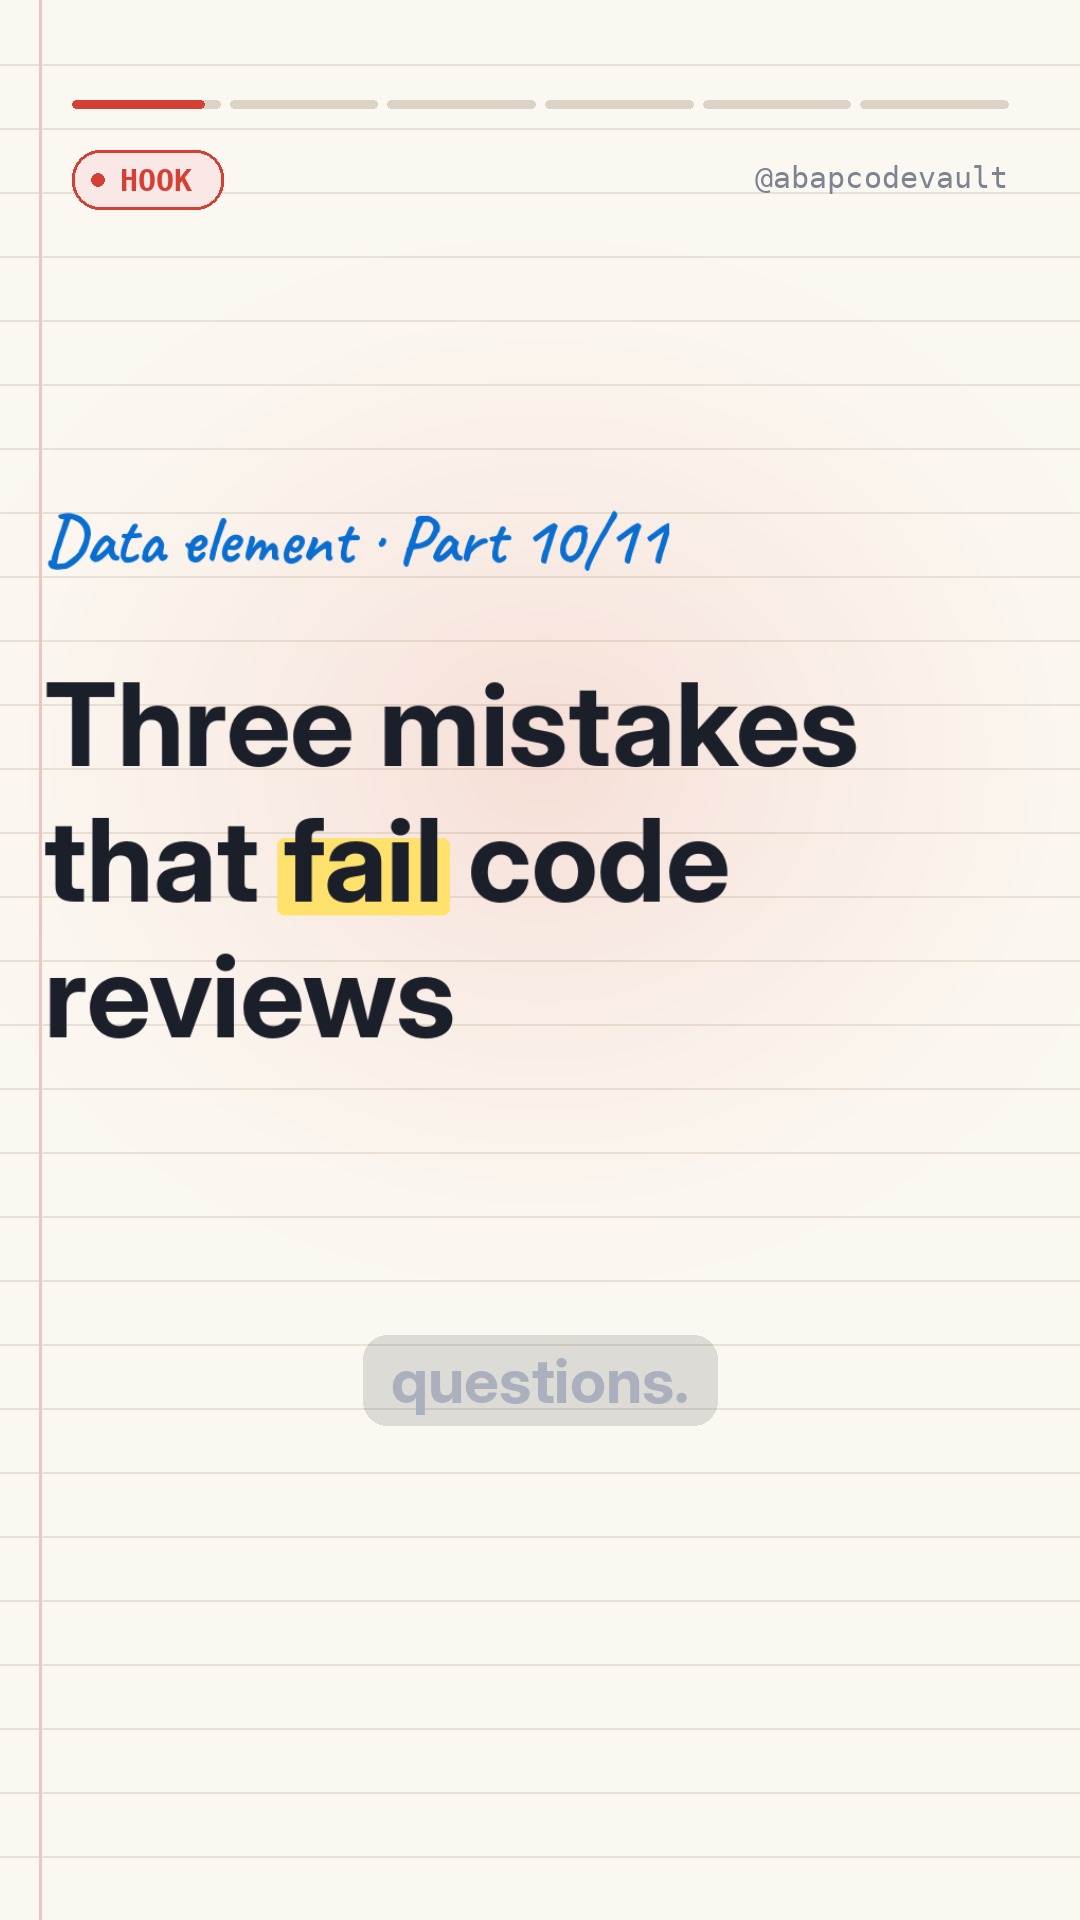 HOOK
@abapcodevault
Data element · Part 10/11
Three mistakes
that fail code
reviews
questions.